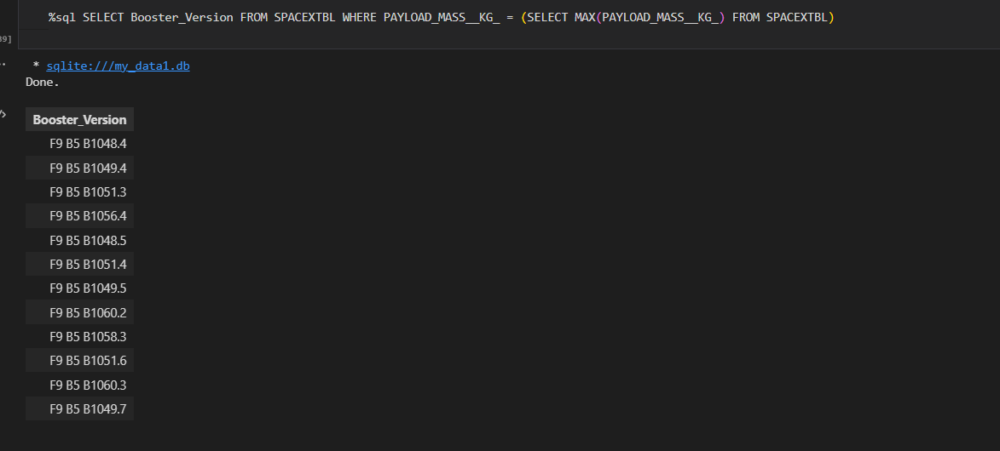 %sql SELECT Booster_Version FROM SPACEXTBL WHERE PAYLOAD_MASS__KG_ = (SELECT MAX(PAYLOAD_MASS__KG_) FROM SPACEXTBL)
39]
* sqlite:///my_data1.db
Done.
Booster_Version
F9 B5 B1048.4
F9 B5 B1049.4
F9 B5 B1051.3
F9 B5 B1056.4
F9 B5 B1048.5
F9 B5 B1051.4
F9 B5 B1049.5
F9 B5 B1060.2
F9 B5 B1058.3
F9 B5 B1051.6
F9 B5 B1060.3
F9 B5 B1049.7